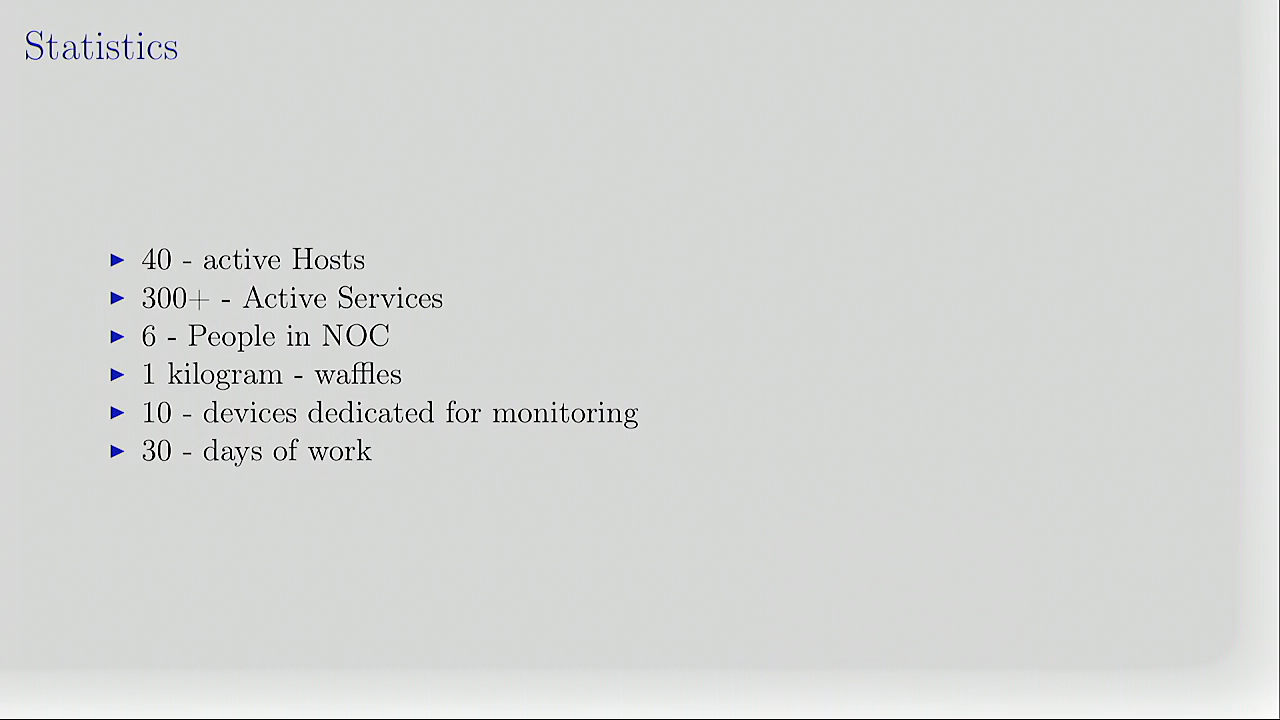 Statistics
40 - active Hosts
300+ - Active Services
6 - People in NOC
1 kilogram - waffles
10 - devices dedicated for monitoring
30 - days of work